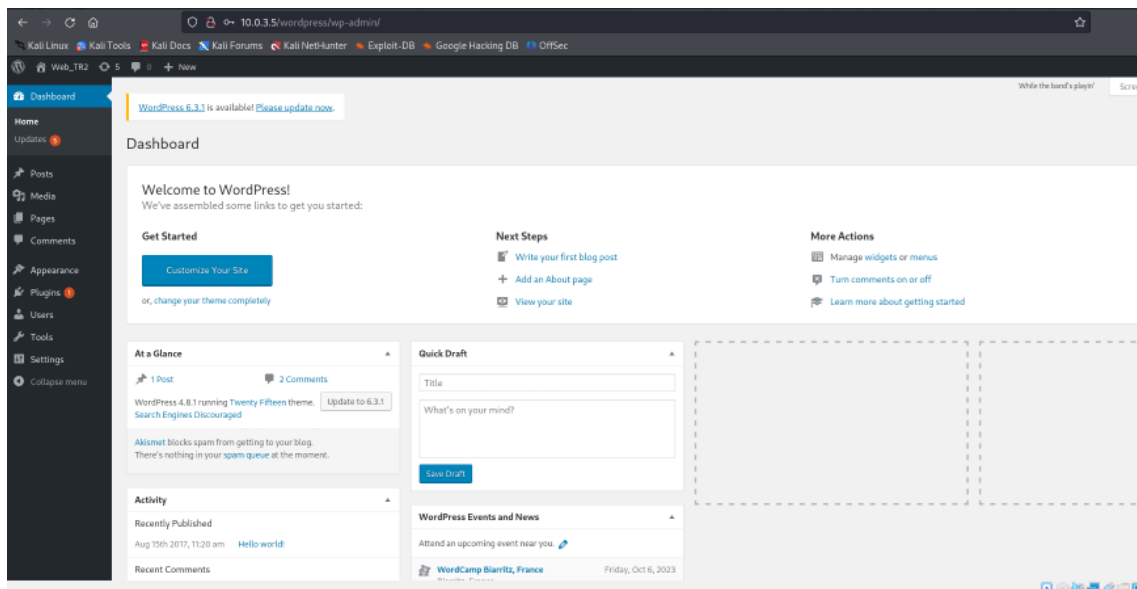 10.0.3.5/wordpress/wp-admin/
Kali Linux Kali Tools Kali Docs Kali Forums Kali NetHunter Exploit-DB Google Hacking DB OffSec
Web_TR2 5 0 + New
While the band's playin'
Dashboard
WordPress 6.3.1 is available! Please update now.
Home
Updates
Dashboard
Posts
Media
Pages
Comments
Appearance
Plugins 1
Users
Tools
Settings
Collapse menu
Welcome to WordPress!
We've assembled some links to get you started:
Get Started
Customize Your Site
or, change your theme completely
Next Steps
Write your first blog post
Add an About page
View your site
More Actions
Manage widgets or menus
Turn comments on or off
Learn more about getting started
At a Glance
1 Post 2 Comments
WordPress 4.8.1 running Twenty Fifteen theme. Update to 6.3.1
Search Engines Discouraged
Akismet blocks spam from getting to your blog.
There's nothing in your spam queue at the moment.
Activity
Recently Published
Aug 15th 2017, 11:20 am Hello world!
Recent Comments
Quick Draft
Title
What's on your mind?
Save Draft
WordPress Events and News
Attend an upcoming event near you.
WordCamp Biarritz, France Friday, Oct 6, 2023